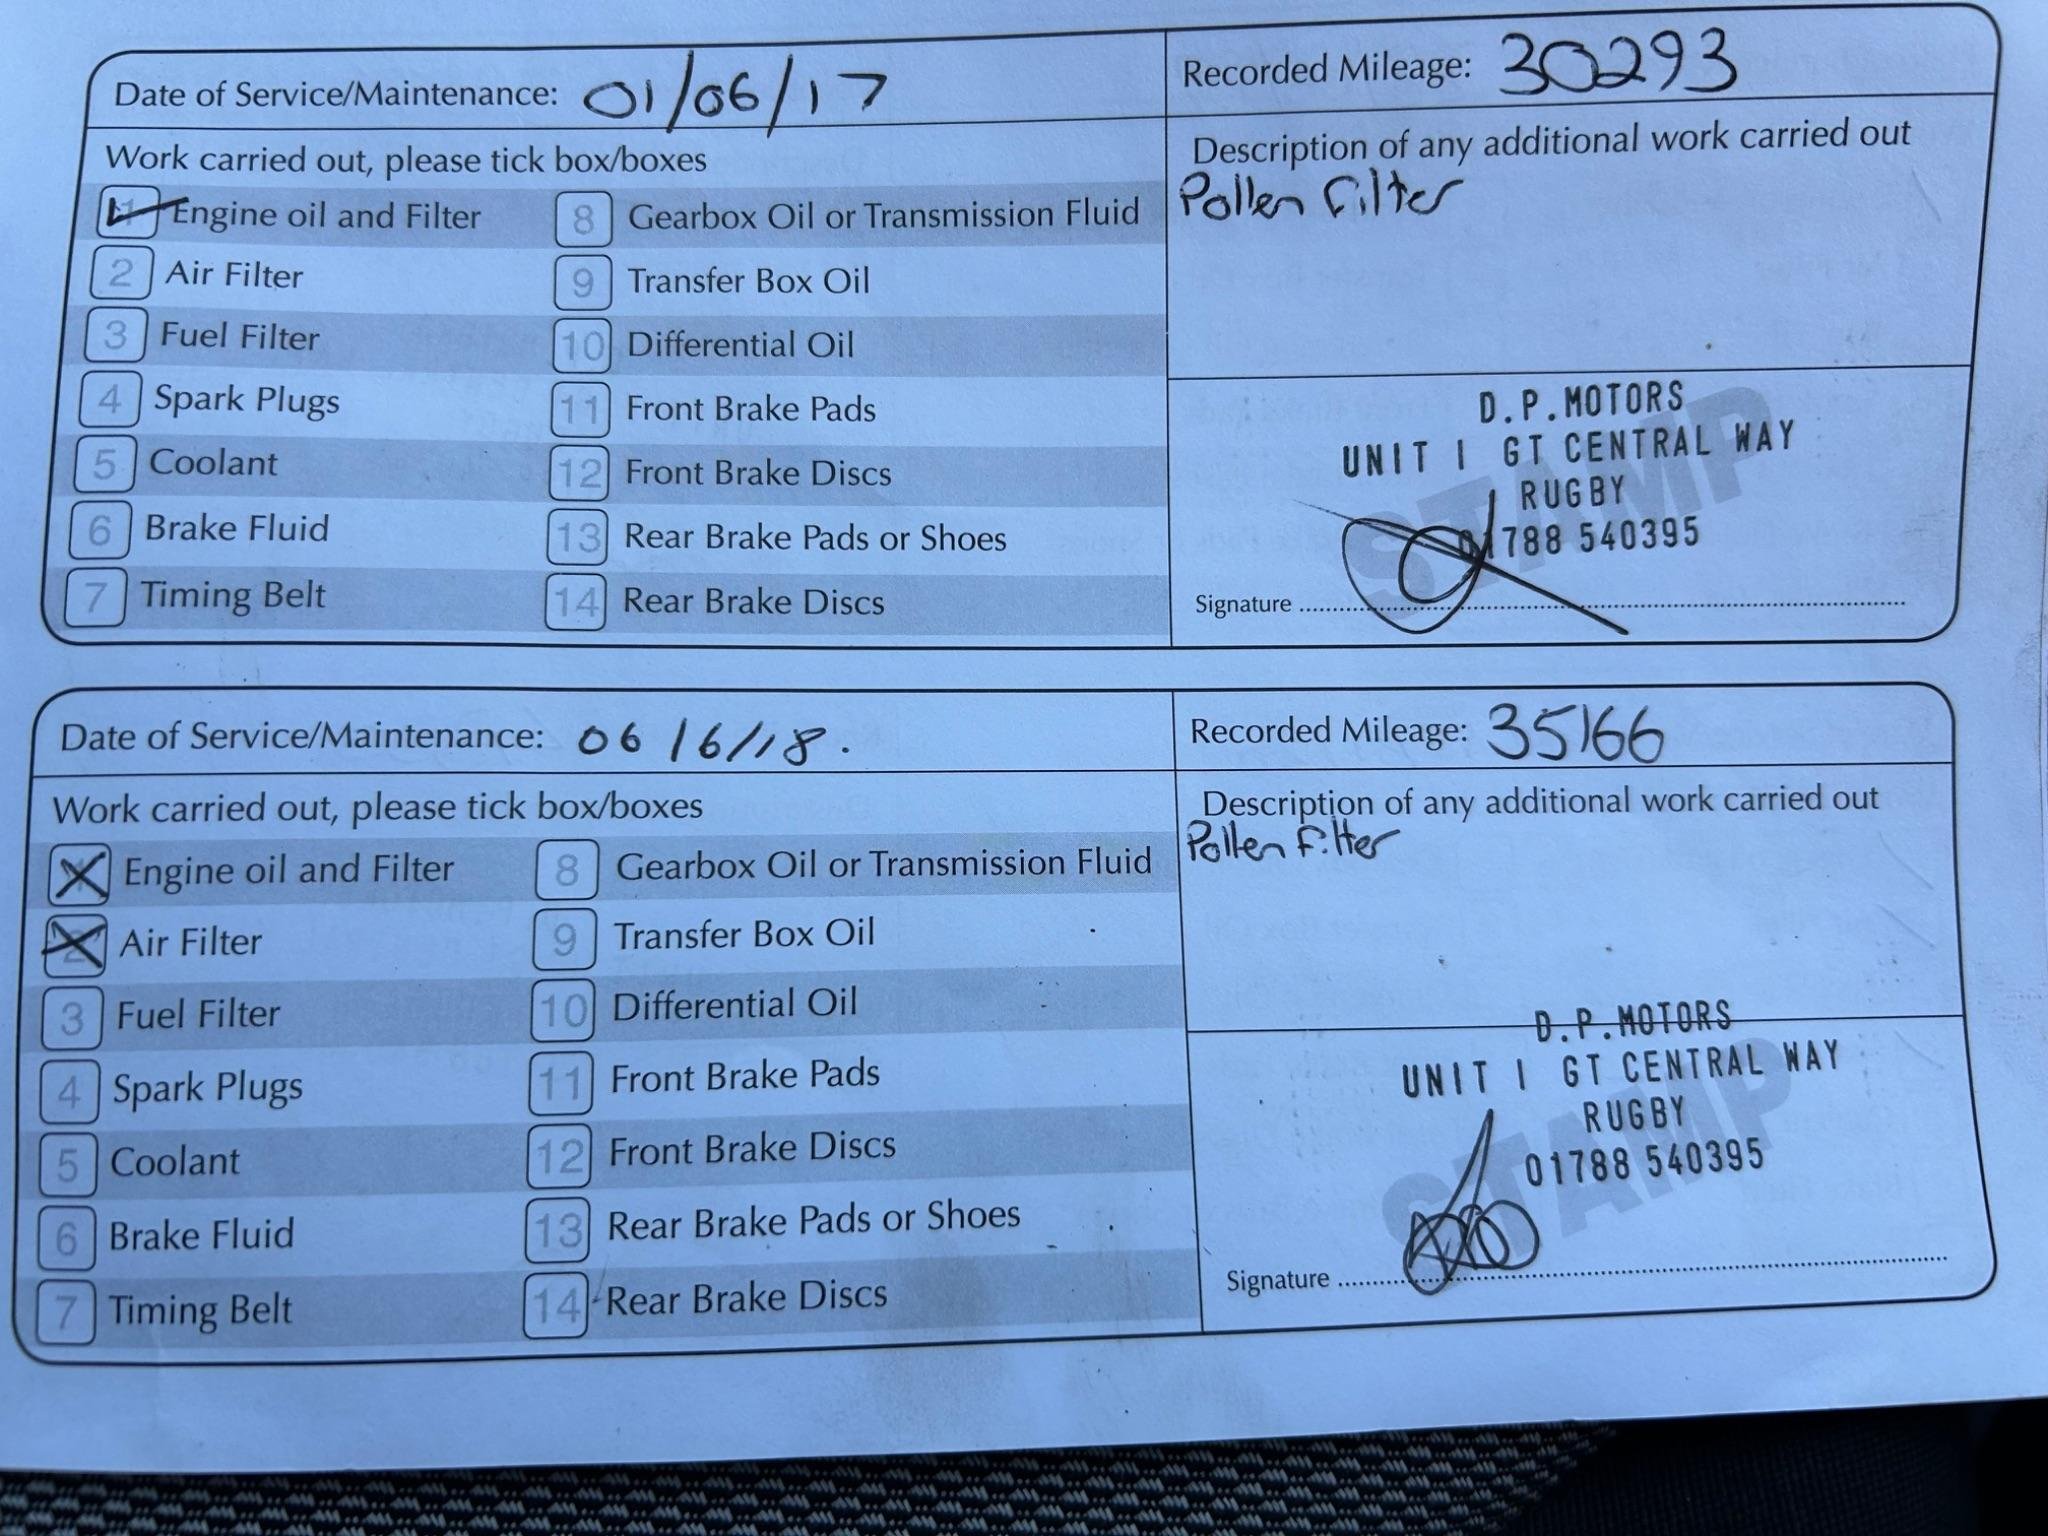 Date of Service/Maintenance: 01/06/17
Recorded Mileage: 30293
Work carried out, please tick box/boxes
1 Engine oil and Filter
2 Air Filter
3 Fuel Filter
4 Spark Plugs
5 Coolant
6 Brake Fluid
7 Timing Belt
8 Gearbox Oil or Transmission Fluid
9 Transfer Box Oil
10 Differential Oil
11 Front Brake Pads
12 Front Brake Discs
13 Rear Brake Pads or Shoes
14 Rear Brake Discs
Description of any additional work carried out
Pollen Filter
STAMP
D.P.MOTORS
UNIT 1 GT CENTRAL WAY
RUGBY
01788 540395
Signature
Date of Service/Maintenance: 06/6/18.
Recorded Mileage: 35166
Work carried out, please tick box/boxes
1 Engine oil and Filter
2 Air Filter
3 Fuel Filter
4 Spark Plugs
5 Coolant
6 Brake Fluid
7 Timing Belt
8 Gearbox Oil or Transmission Fluid
9 Transfer Box Oil
10 Differential Oil
11 Front Brake Pads
12 Front Brake Discs
13 Rear Brake Pads or Shoes
14 Rear Brake Discs
Description of any additional work carried out
Pollen Filter
STAMP
D.P.MOTORS
UNIT 1 GT CENTRAL WAY
RUGBY
01788 540395
Signature